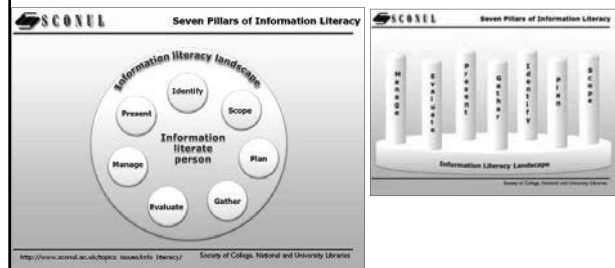 SCONUL
Seven Pillars of Information Literacy
Information literacy landscape
Identify
Present
Scope
Information
literate
person
Manage
Plan
Evaluate
Gather
http://www.sconul.ac.uk/topics_issues/info_literacy/
Society of College, National and University Libraries
SCONUL
Seven Pillars of Information Literacy
Manage
Evaluate
Present
Gather
Identify
Plan
Scope
Information Literacy Landscape
Society of College, National and University Libraries